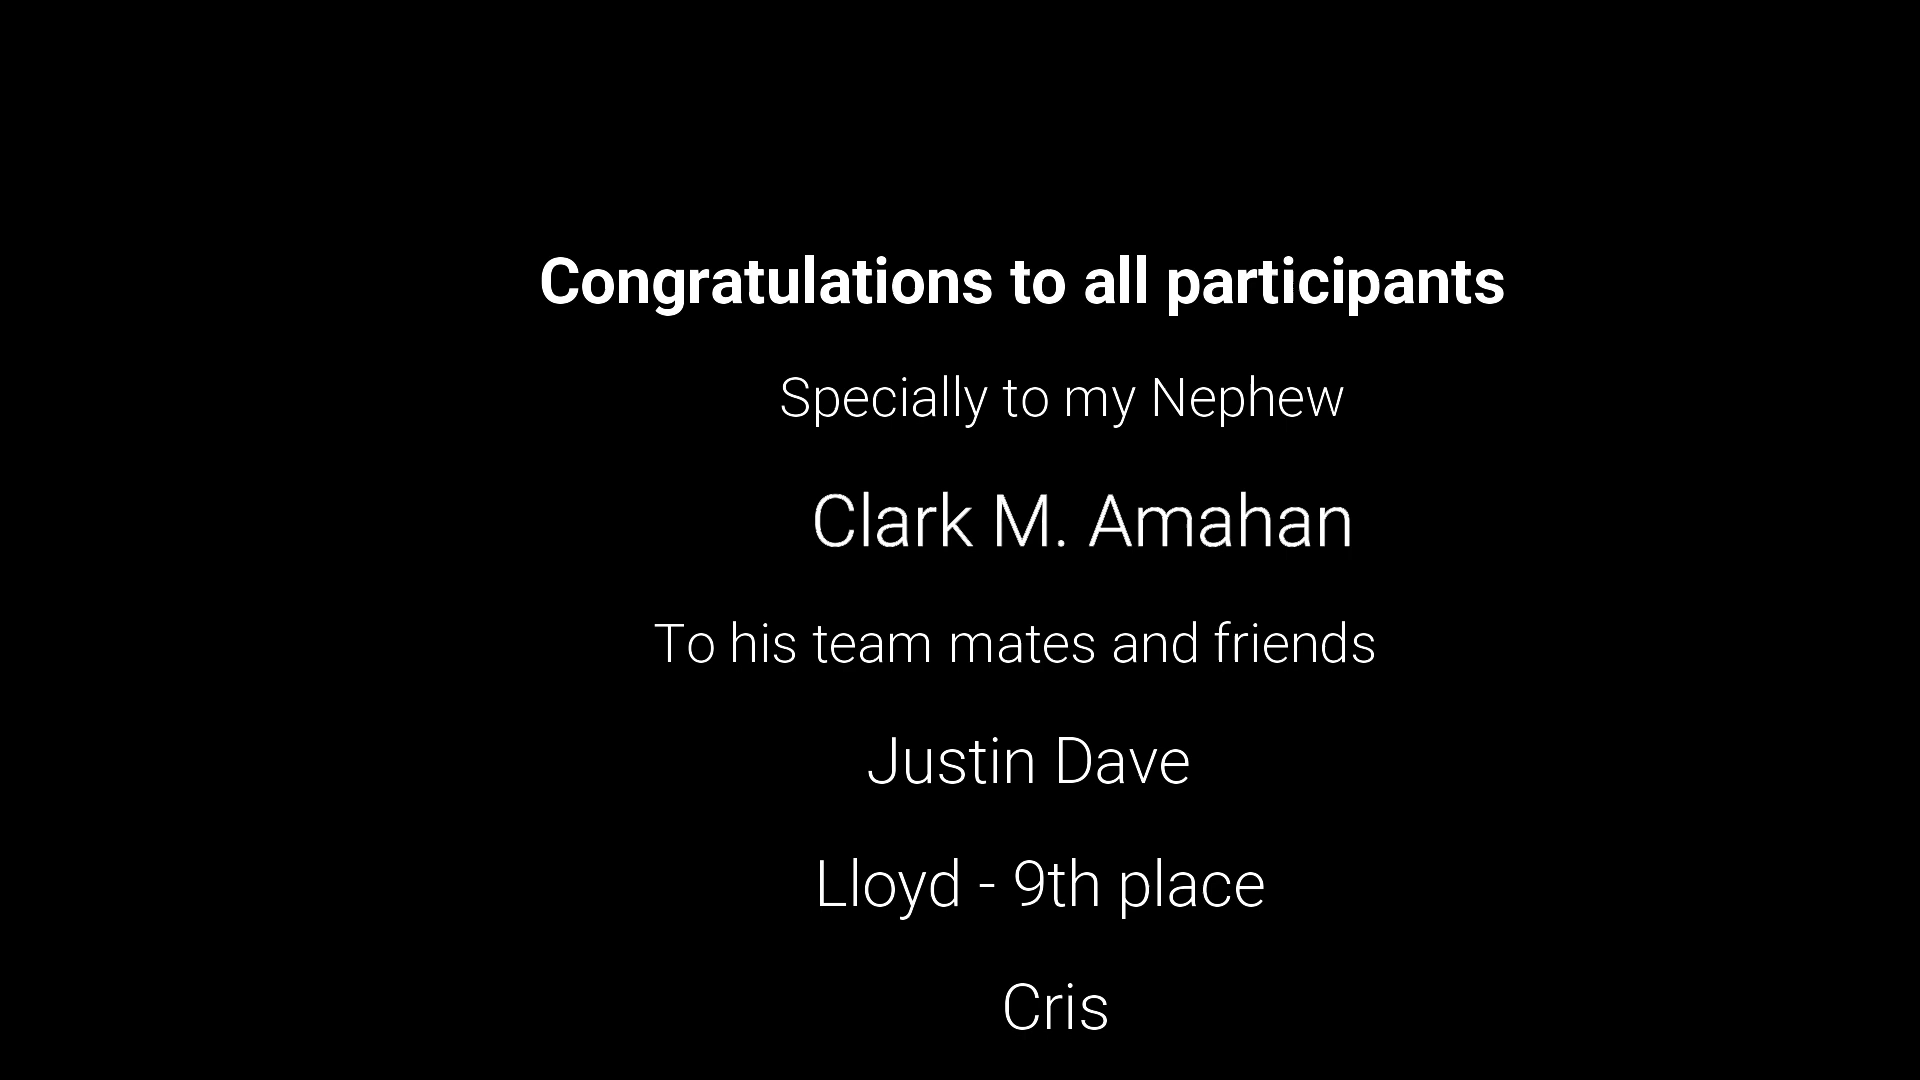 Congratulations to all participants
Specially to my Nephew
Clark M. Amahan
To his team mates and friends
Justin Dave
Lloyd - 9th place
Cris